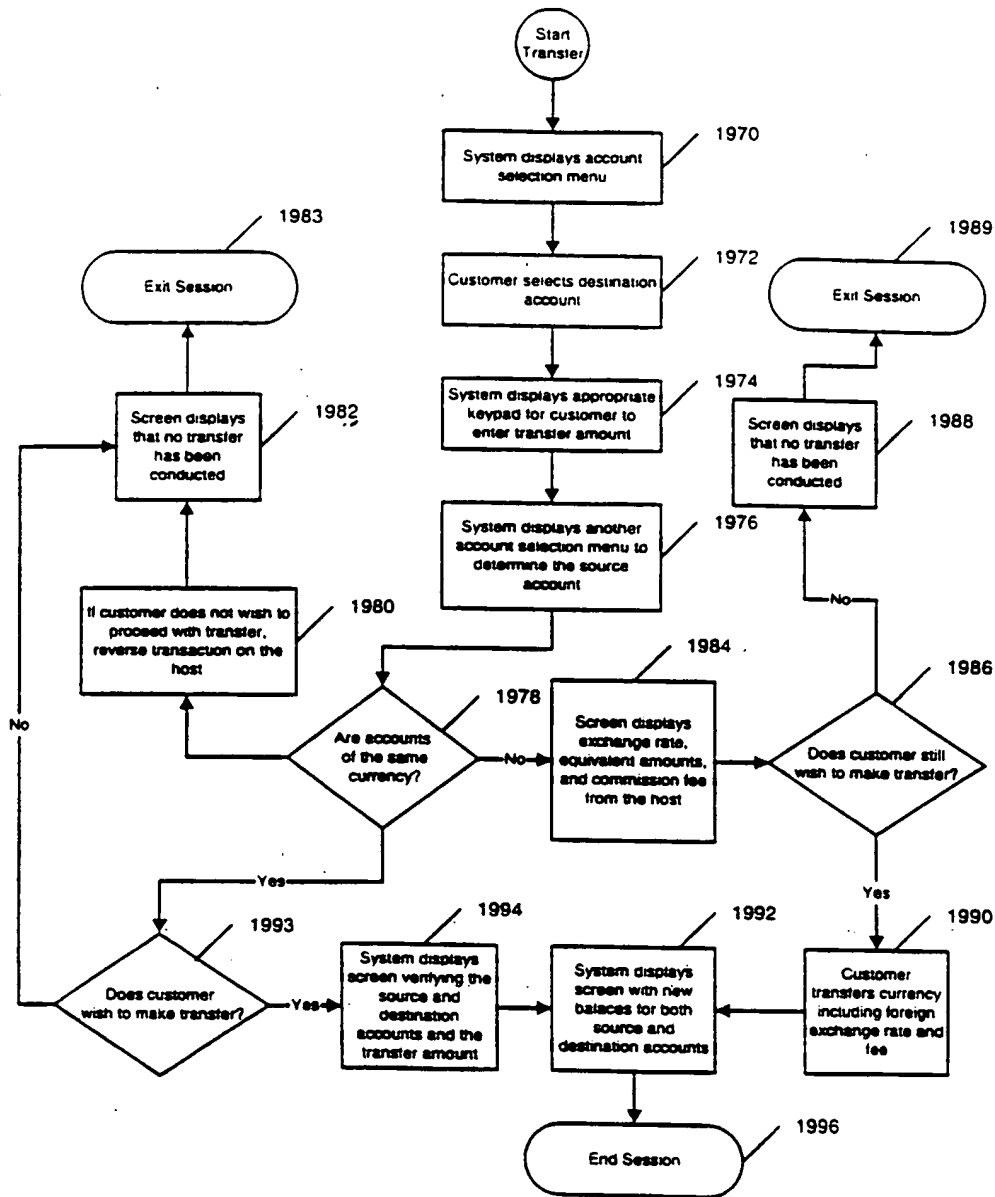 Start
Transfer
1970
System displays account
selection menu
1983
Exit Session
1972
Customer selects destination
account
1989
Exit Session
1974
System displays appropriate
keypad for customer to
enter transfer amount
1982
Screen displays
that no transfer
has been
conducted
1988
Screen displays
that no transfer
has been
conducted
1976
System displays another
account selection menu to
determine the source
account
1980
If customer does not wish to
proceed with transfer,
reverse transaction on the
host
No
No
1978
Are accounts
of the same
currency?
No
1984
Screen displays
exchange rate,
equivalent amounts,
and commission fee
from the host
1986
Does customer still
wish to make transfer?
Yes
Yes
1993
Does customer
wish to make transfer?
Yes
1994
System displays
screen verifying the
source and
destination
accounts and the
transfer amount
1992
System displays
screen with new
balaces for both
source and
destination accounts
1990
Customer
transfers currency
including foreign
exchange rate and
fee
1996
End Session